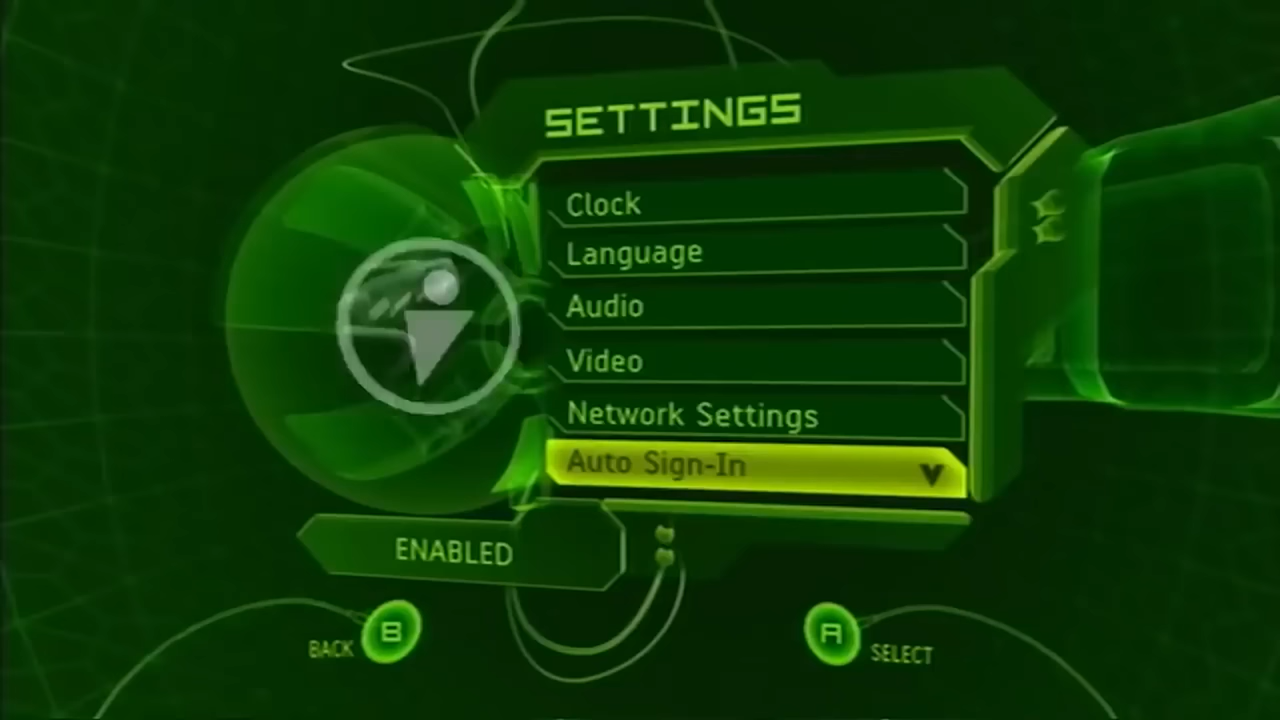 SETTINGS
Clock
Language
Audio
Video
Network Settings
Auto Sign-In
ENABLED
BACK B
A SELECT